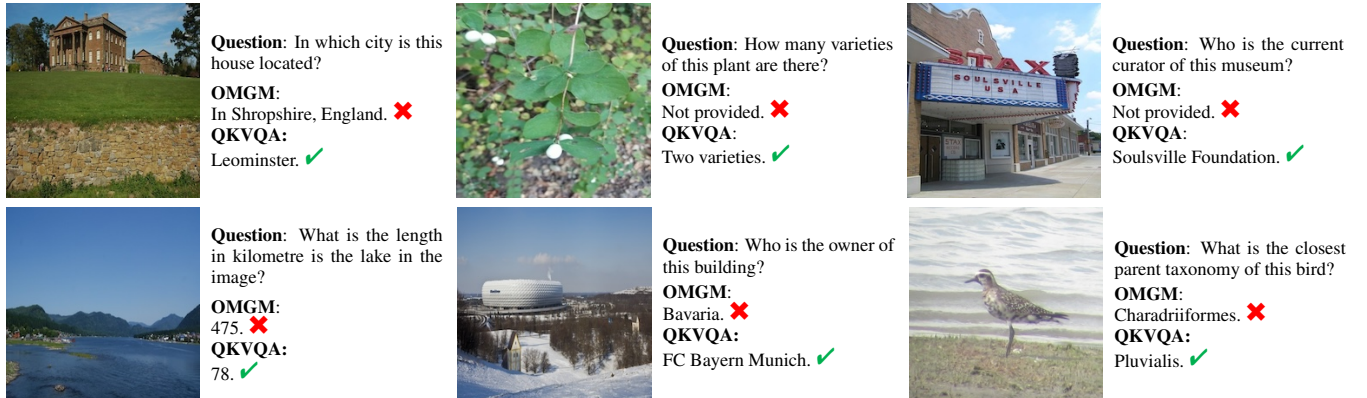 Question: In which city is this
house located?
OMGM:
In Shropshire, England. ✖
QKVQA:
Leominster. ✓
Question: How many varieties
of this plant are there?
OMGM:
Not provided. ✖
QKVQA:
Two varieties. ✓
STAX
SOULSVILLE
USA
Question: Who is the current
curator of this museum?
OMGM:
Not provided. ✖
QKVQA:
Soulsville Foundation. ✓
Question: What is the length
in kilometre is the lake in the
image?
OMGM:
475. ✖
QKVQA:
78. ✓
Question: Who is the owner of
this building?
OMGM:
Bavaria. ✖
QKVQA:
FC Bayern Munich. ✓
Question: What is the closest
parent taxonomy of this bird?
OMGM:
Charadriiformes. ✖
QKVQA:
Pluvialis. ✓